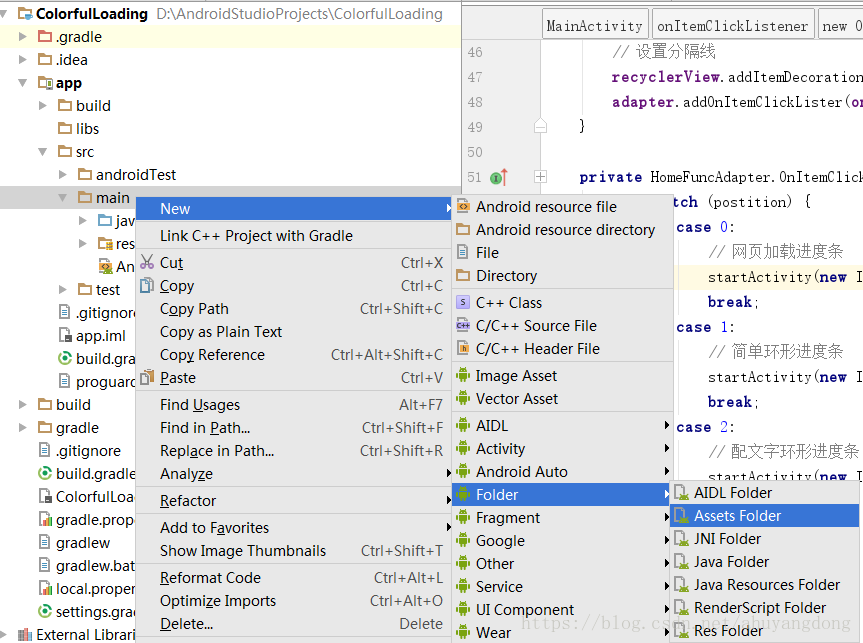 ColorfulLoading D:\AndroidStudioProjects\ColorfulLoading
.gradle
.idea
app
build
libs
src
androidTest
main
jav
res
An
test
.gitignor
app.iml
build.gra
proguard
build
gradle
.gitignore
build.gradle
ColorfulLoa
gradle.prop
gradlew
gradlew.bat
local.proper
settings.grad
External Librari
New
Link C++ Project with Gradle
Cut Ctrl+X
Copy Ctrl+C
Copy Path Ctrl+Shift+C
Copy as Plain Text
Copy Reference Ctrl+Alt+Shift+C
Paste Ctrl+V
Find Usages Alt+F7
Find in Path... Ctrl+Shift+F
Replace in Path... Ctrl+Shift+R
Analyze
Refactor
Add to Favorites
Show Image Thumbnails Ctrl+Shift+T
Reformat Code Ctrl+Alt+L
Optimize Imports Ctrl+Alt+O
Delete... Delete
Android resource file
Android resource directory
File
Directory
C++ Class
C/C++ Source File
C/C++ Header File
Image Asset
Vector Asset
AIDL
Activity
Android Auto
Folder
Fragment
Google
Other
Service
UI Component
Wear
AIDL Folder
Assets Folder
JNI Folder
Java Folder
Java Resources Folder
RenderScript Folder
Res Folder
MainActivity onItemClickListener new O
46 // 设置分隔线
47 recyclerView.addItemDecoration
48 adapter.addOnItemClickLister(on
49 }
50
51 private HomeFuncAdapter.OnItemClick
tch (postition) {
case 0:
// 网页加载进度条
startActivity(new I
break;
case 1:
// 简单环形进度条
startActivity(new I
break;
case 2:
// 配文字环形进度条
startActivity(new I
https://blog.csdn.net/ahuyangdong